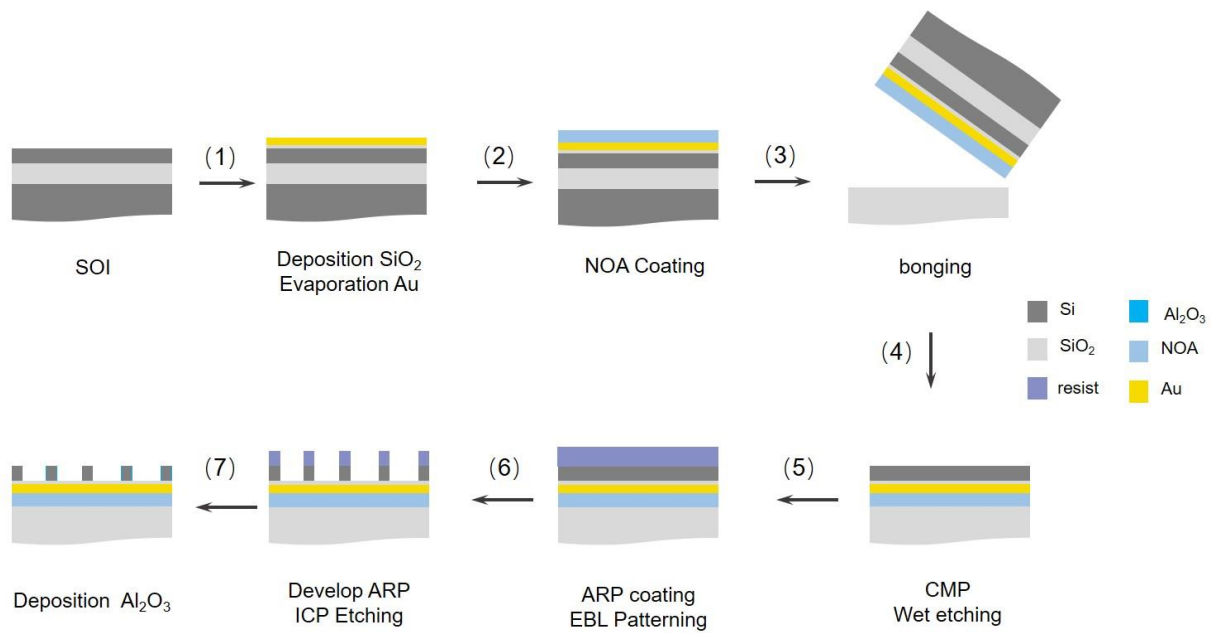 (1)
(2)
(3)
SOI
Deposition SiO₂
Evaporation Au
NOA Coating
bonging
Si
Al₂O₃
SiO₂
NOA
resist
Au
(4)
(7)
(6)
(5)
Deposition Al₂O₃
Develop ARP
ICP Etching
ARP coating
EBL Patterning
CMP
Wet etching